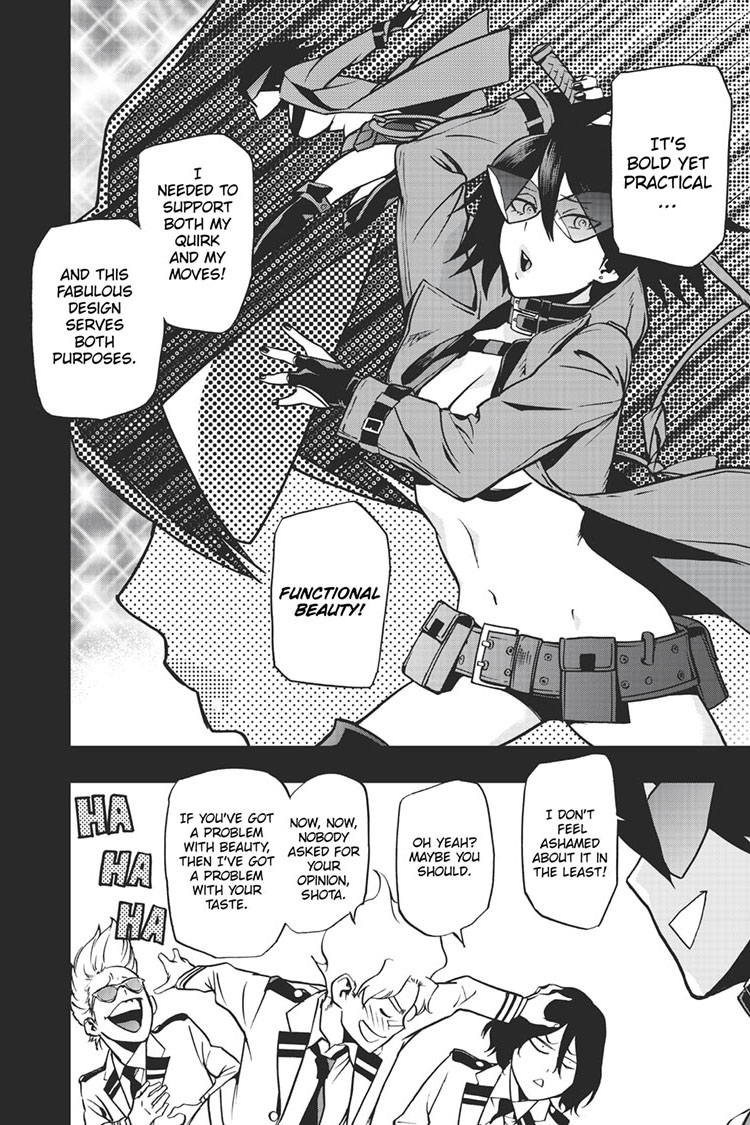 IT'S
BOLD YET
PRACTICAL
...
I
NEEDED TO
SUPPORT
BOTH MY
QUIRK
AND MY
MOVES!
AND THIS
FABULOUS
DESIGN
SERVES
BOTH
PURPOSES.
FUNCTIONAL
BEAUTY!
I DON'T
FEEL
ASHAMED
ABOUT IT IN
THE LEAST!
OH YEAH?
MAYBE YOU
SHOULD.
NOW, NOW,
NOBODY
ASKED FOR
YOUR
OPINION,
SHOTA.
IF YOU'VE GOT
A PROBLEM
WITH BEAUTY,
THEN I'VE GOT
A PROBLEM
WITH YOUR
TASTE.
HA
HA
HA